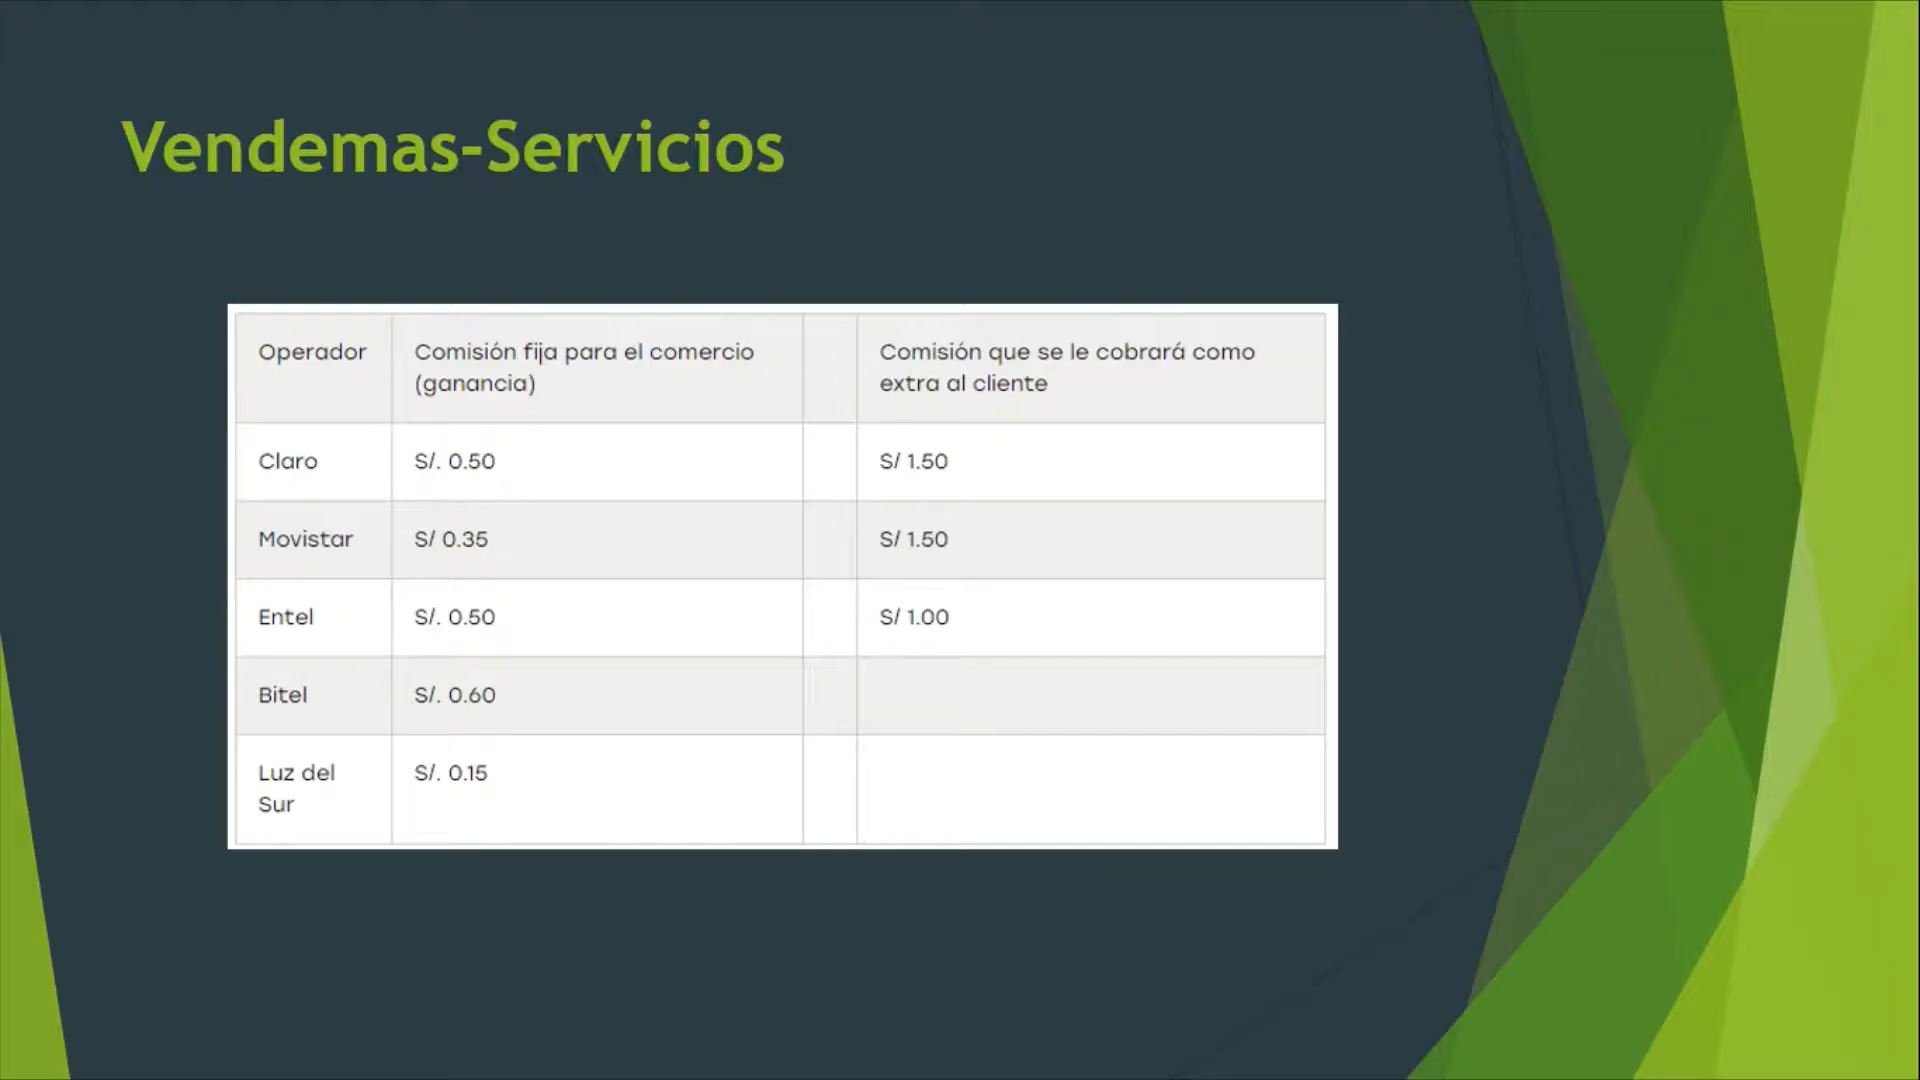 Vendemas-Servicios
Operador
Comisión fija para el comercio
(ganancia)
Comisión que se le cobrará como
extra al cliente
Claro
S/. 0.50
S/ 1.50
Movistar
S/ 0.35
S/ 1.50
Entel
S/. 0.50
S/ 1.00
Bitel
S/. 0.60
Luz del
Sur
S/. 0.15